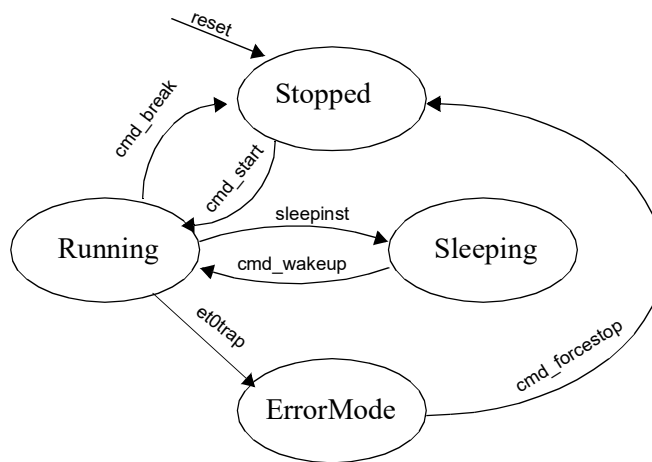 reset
Stopped
cmd_break
cmd_start
sleepinst
Running
Sleeping
cmd_wakeup
et0trap
cmd_forcestop
ErrorMode